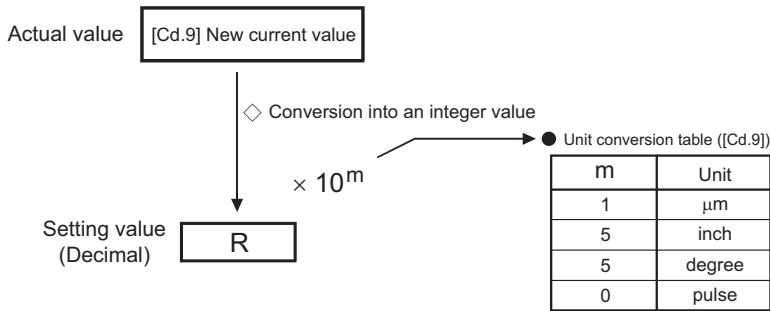 Actual value
[Cd.9] New current value
◇ Conversion into an integer value
● Unit conversion table ([Cd.9])
× 10^m
m Unit
1 μm
5 inch
5 degree
0 pulse
Setting value
(Decimal)
R